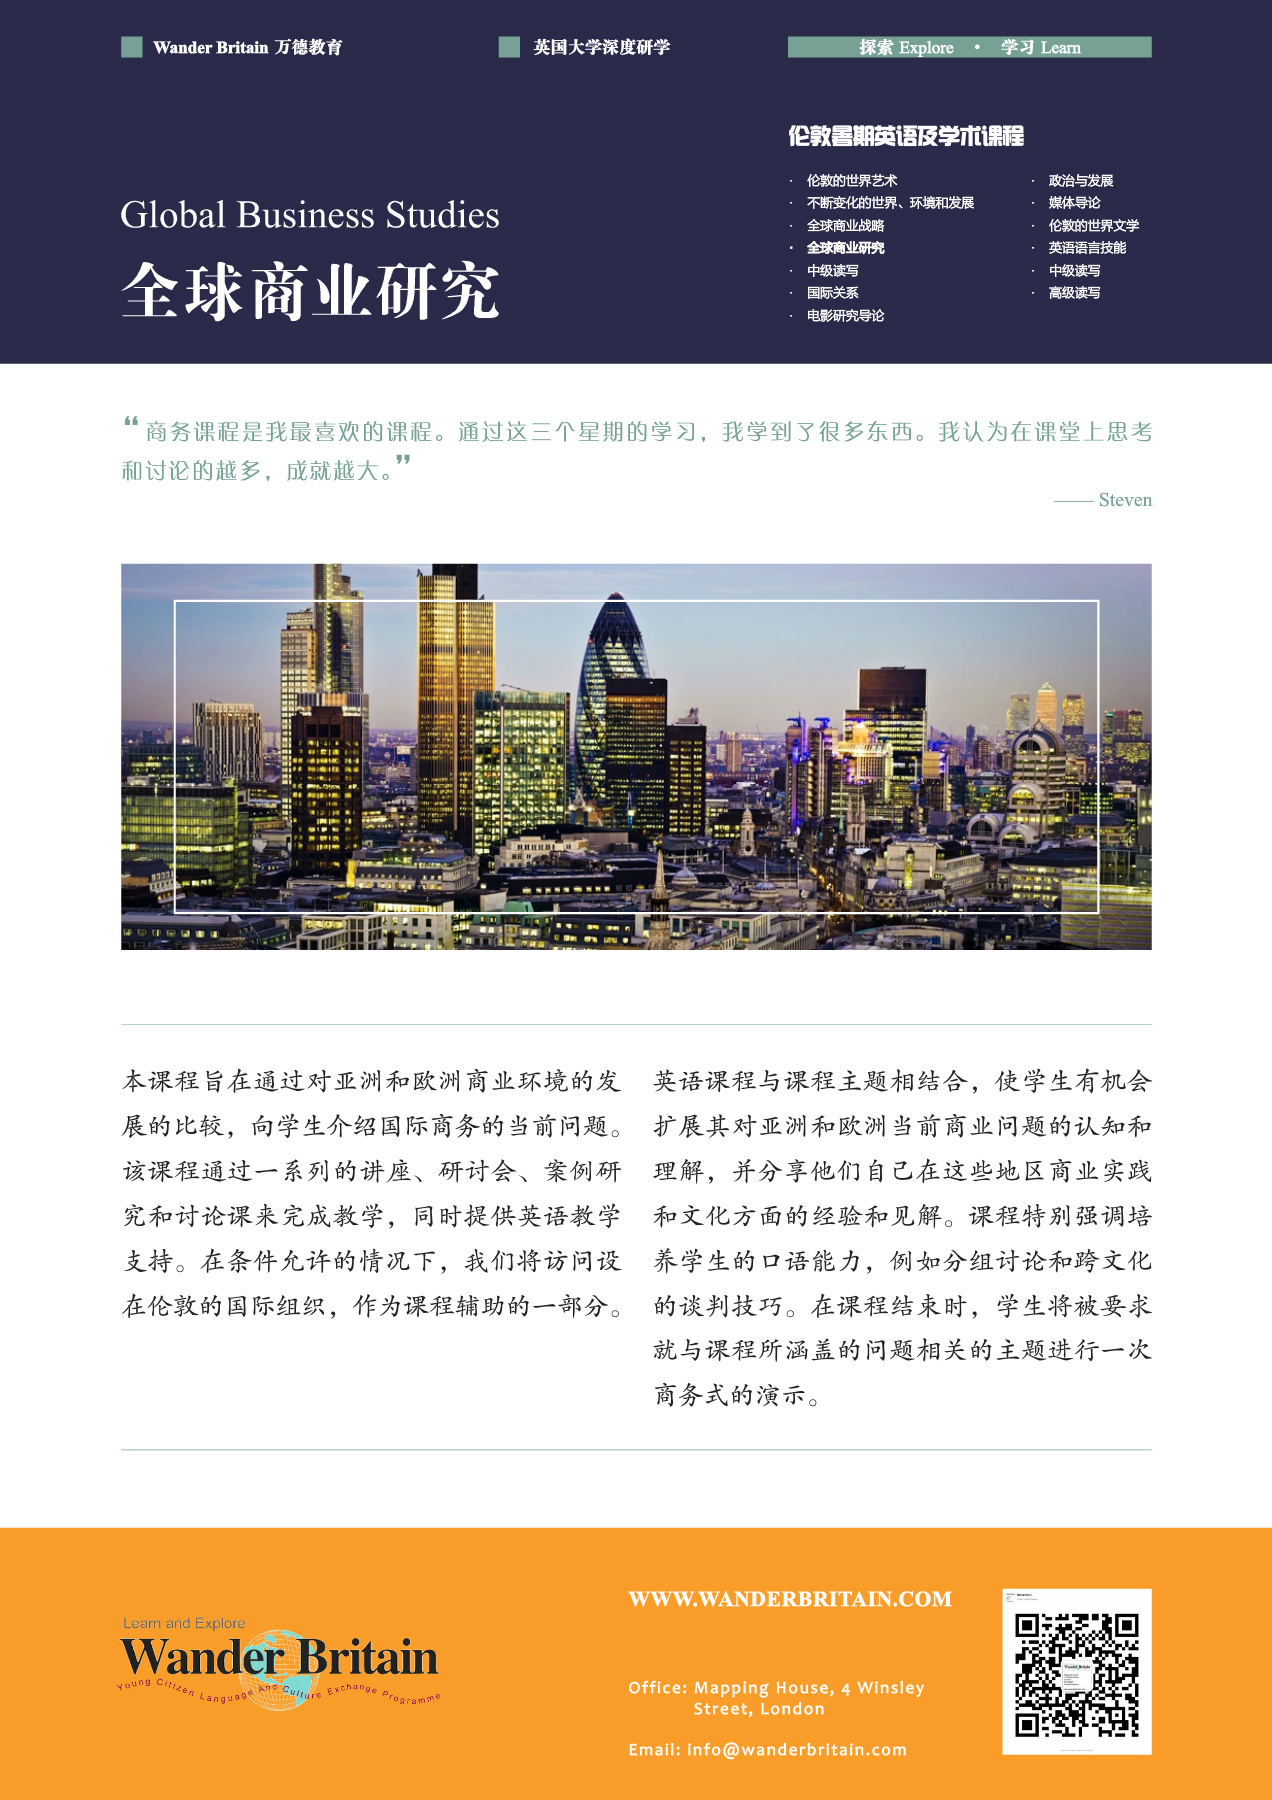 Wander Britain 万德教育
英国大学深度研学
探索 Explore • 学习 Learn
Global Business Studies
全球商业研究
伦敦暑期英语及学术课程
· 伦敦的世界艺术
· 不断变化的世界、环境和发展
· 全球商业战略
· 全球商业研究
· 中级读写
· 国际关系
· 电影研究导论
· 政治与发展
· 媒体导论
· 伦敦的世界文学
· 英语语言技能
· 中级读写
· 高级读写
“商务课程是我最喜欢的课程。通过这三个星期的学习，我学到了很多东西。我认为在课堂上思考
和讨论的越多，成就越大。”
—— Steven
本课程旨在通过对亚洲和欧洲商业环境的发
展的比较，向学生介绍国际商务的当前问题。
该课程通过一系列的讲座、研讨会、案例研
究和讨论课来完成教学，同时提供英语教学
支持。在条件允许的情况下，我们将访问设
在伦敦的国际组织，作为课程辅助的一部分。
英语课程与课程主题相结合，使学生有机会
扩展其对亚洲和欧洲当前商业问题的认知和
理解，并分享他们自己在这些地区商业实践
和文化方面的经验和见解。课程特别强调培
养学生的口语能力，例如分组讨论和跨文化
的谈判技巧。在课程结束时，学生将被要求
就与课程所涵盖的问题相关的主题进行一次
商务式的演示。
Learn and Explore
Wander Britain
Young Citizen Language And Culture Exchange Programme
WWW.WANDERBRITAIN.COM
Office: Mapping House, 4 Winsley
Street, London
Email: info@wanderbritain.com
Wander Britain